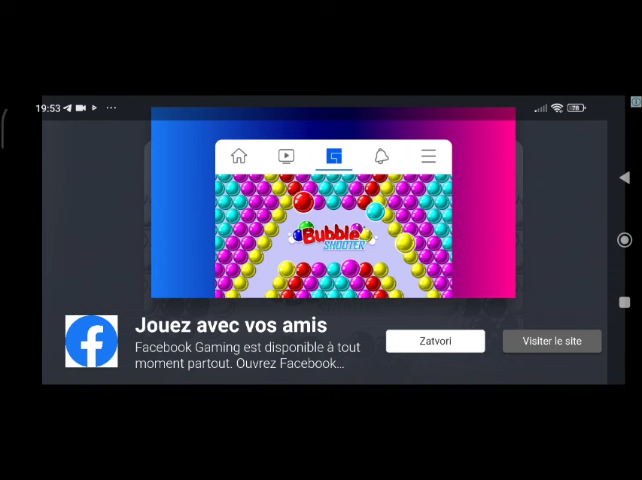 19:53
78
Bubble
SHOOTER
Jouez avec vos amis
Facebook Gaming est disponible à tout
moment partout. Ouvrez Facebook...
Zatvori
Visiter le site